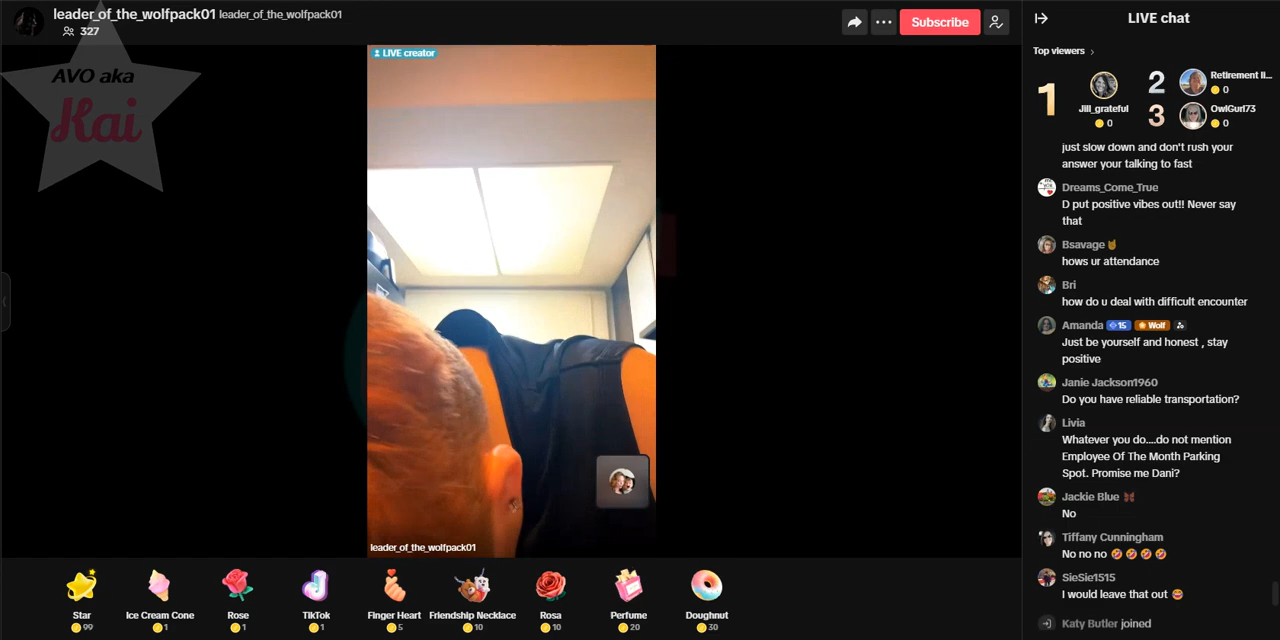 leader_of_the_wolfpack01 leader_of_the_wolfpack01
327
Subscribe
LIVE chat
AVO aka
Kai
LIVE creator
leader_of_the_wolfpack01
Top viewers
1
Jill_grateful
0
2
Retirement li...
0
3
OwlGurl73
0
just slow down and don't rush your
answer your talking to fast
Dreams_Come_True
D put positive vibes out!! Never say
that
Bsavage
hows ur attendance
Bri
how do u deal with difficult encounter
Amanda 15 Wolf
Just be yourself and honest , stay
positive
Janie Jackson1960
Do you have reliable transportation?
Livia
Whatever you do....do not mention
Employee Of The Month Parking
Spot. Promise me Dani?
Jackie Blue
No
Tiffany Cunningham
No no no 🤣🤣🤣🤣
SieSie1515
I would leave that out 😄
Katy Butler joined
Star
99
Ice Cream Cone
1
Rose
1
TikTok
1
Finger Heart
5
Friendship Necklace
10
Rosa
10
Perfume
20
Doughnut
30